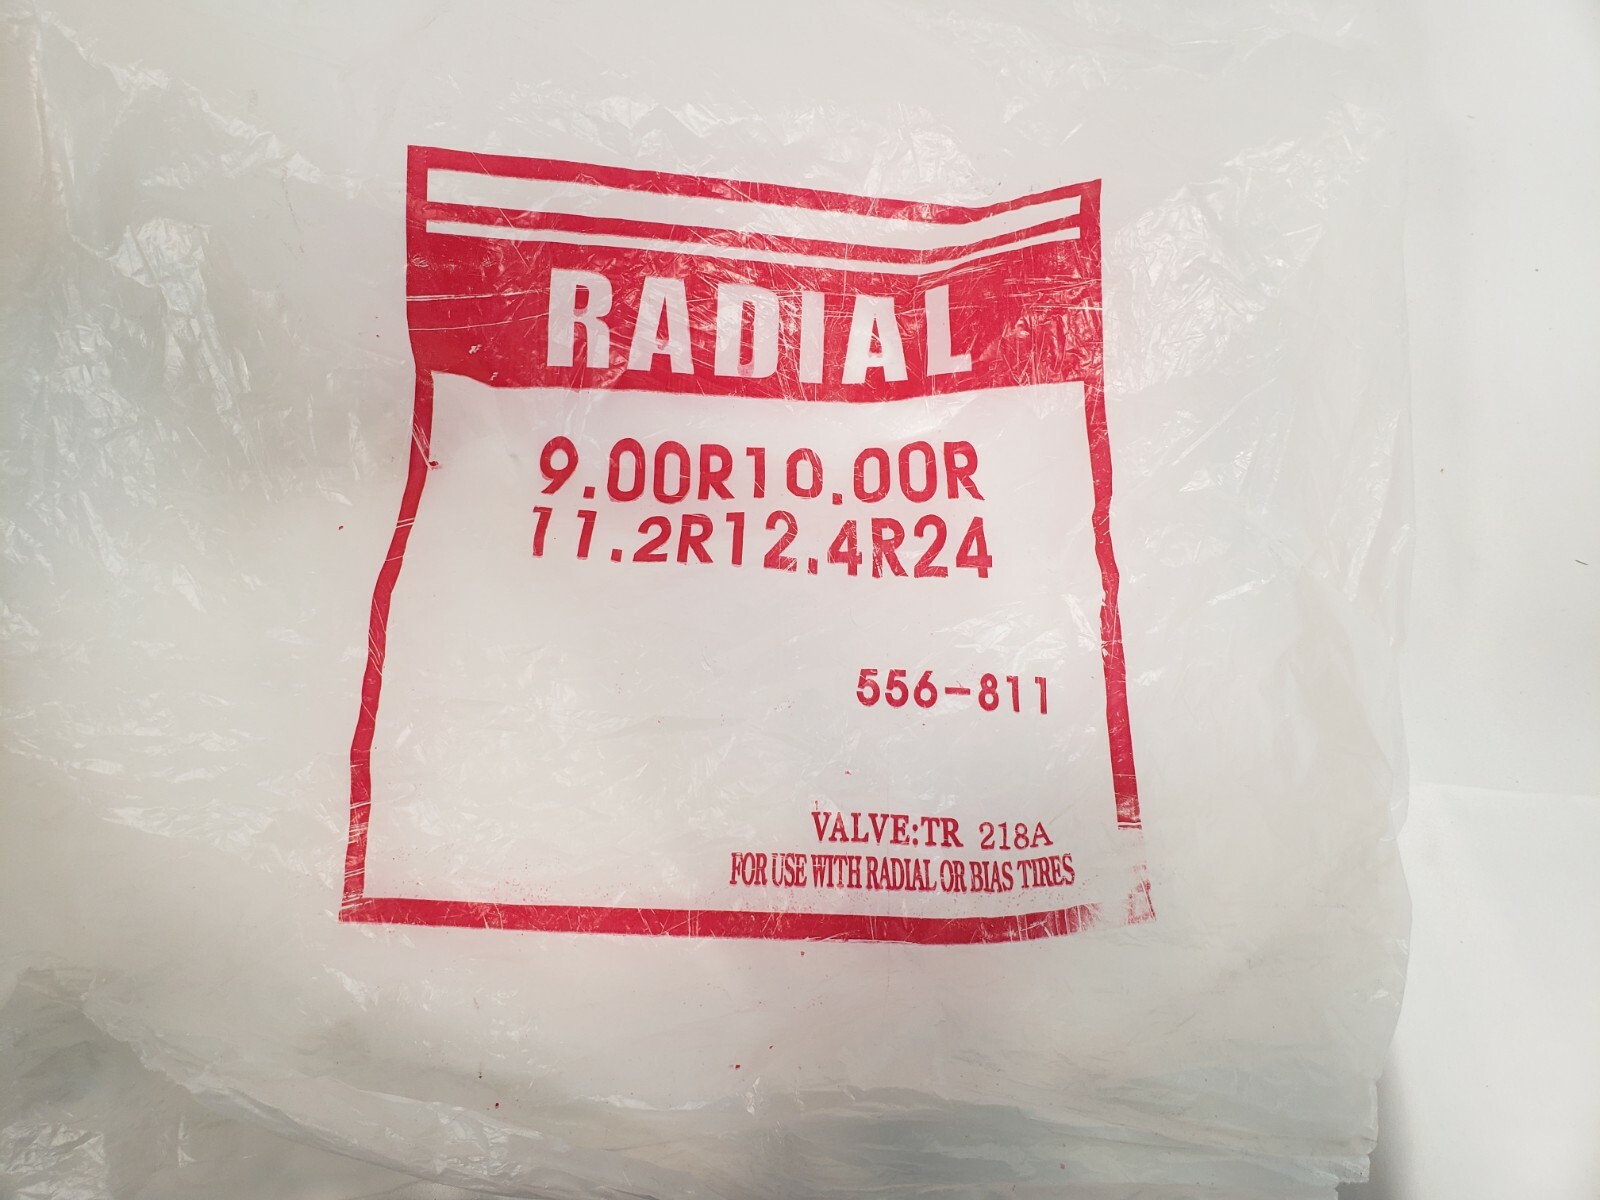 RADIAL
9.00R10.00R
11.2R12.4R24
556-811
VALVE:TR 218A
FOR USE WITH RADIAL OR BIAS TIRES